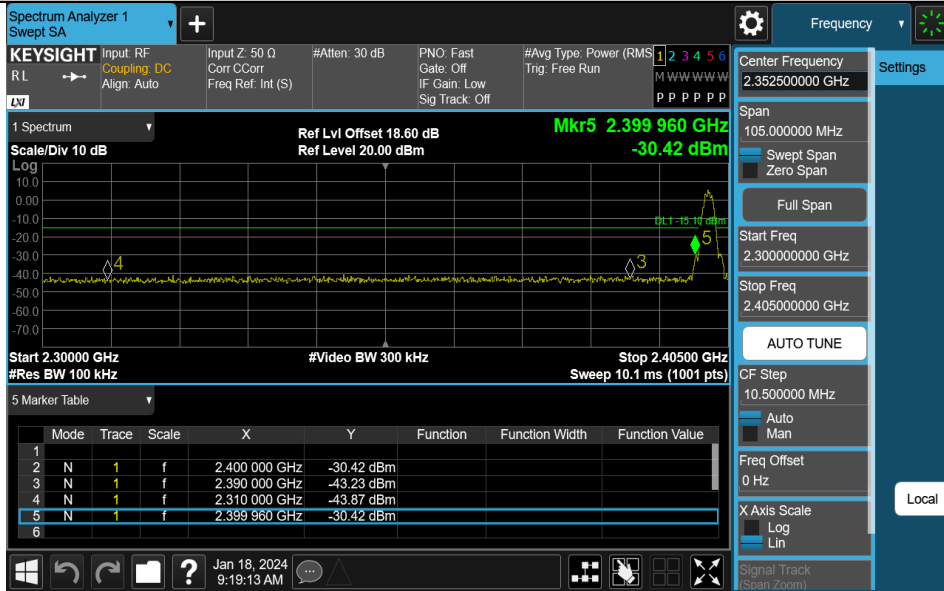 Spectrum Analyzer 1
Swept SA
+
Frequency
KEYSIGHT
RL
LXI
Input: RF
Coupling: DC
Align: Auto
Input Z: 50 Ω
Corr CCorr
Freq Ref: Int (S)
#Atten: 30 dB
PNO: Fast
Gate: Off
IF Gain: Low
Sig Track: Off
#Avg Type: Power (RMS
Trig: Free Run
1 2 3 4 5 6
M W W W W W
P P P P P P
1 Spectrum
Scale/Div 10 dB
Ref Lvl Offset 18.60 dB
Ref Level 20.00 dBm
Mkr5 2.399 960 GHz
-30.42 dBm
Log
10.0
0.00
-10.0
-20.0
-30.0
-40.0
-50.0
-60.0
-70.0
DL1 -15.10 dBm
4
3
5
Start 2.30000 GHz
#Video BW 300 kHz
Stop 2.40500 GHz
#Res BW 100 kHz
Sweep 10.1 ms (1001 pts)
5 Marker Table
Mode Trace Scale X Y Function Function Width Function Value
1
2 N 1 f 2.400 000 GHz -30.42 dBm
3 N 1 f 2.390 000 GHz -43.23 dBm
4 N 1 f 2.310 000 GHz -43.87 dBm
5 N 1 f 2.399 960 GHz -30.42 dBm
6
?
Jan 18, 2024
9:19:13 AM
Center Frequency
2.352500000 GHz
Span
105.000000 MHz
Swept Span
Zero Span
Full Span
Start Freq
2.300000000 GHz
Stop Freq
2.405000000 GHz
AUTO TUNE
CF Step
10.500000 MHz
Auto
Man
Freq Offset
0 Hz
X Axis Scale
Log
Lin
Signal Track
(Span Zoom)
Settings
Local